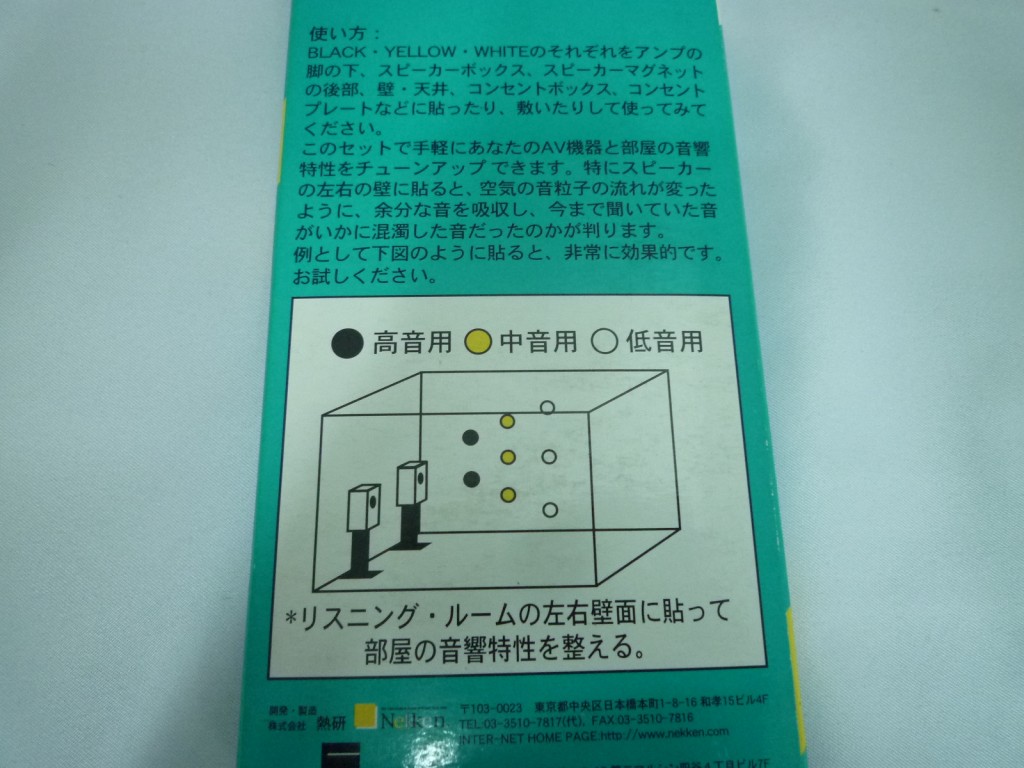 使い方：
BLACK・YELLOW・WHITEのそれぞれをアンプの
脚の下、スピーカーボックス、スピーカーマグネット
の後部、壁・天井、コンセントボックス、コンセント
プレートなどに貼ったり、敷いたりして使ってみて
ください。
このセットで手軽にあなたのAV機器と部屋の音響
特性をチューンアップできます。特にスピーカー
の左右の壁に貼ると、空気の音粒子の流れが変った
ように、余分な音を吸収し、今まで聞いていた音
がいかに混濁した音だったのかが判ります。
例として下図のように貼ると、非常に効果的です。
お試しください。
高音用 中音用 低音用
*リスニング・ルームの左右壁面に貼って
部屋の音響特性を整える。
開発・製品
株式会社 熱研 Nekken
〒103-0023 東京都中央区日本橋本町1-8-16 和孝15ビル4F
TEL:03-3510-7817(代), FAX:03-3510-7816
INTER-NET HOME PAGE:http://www.nekken.com